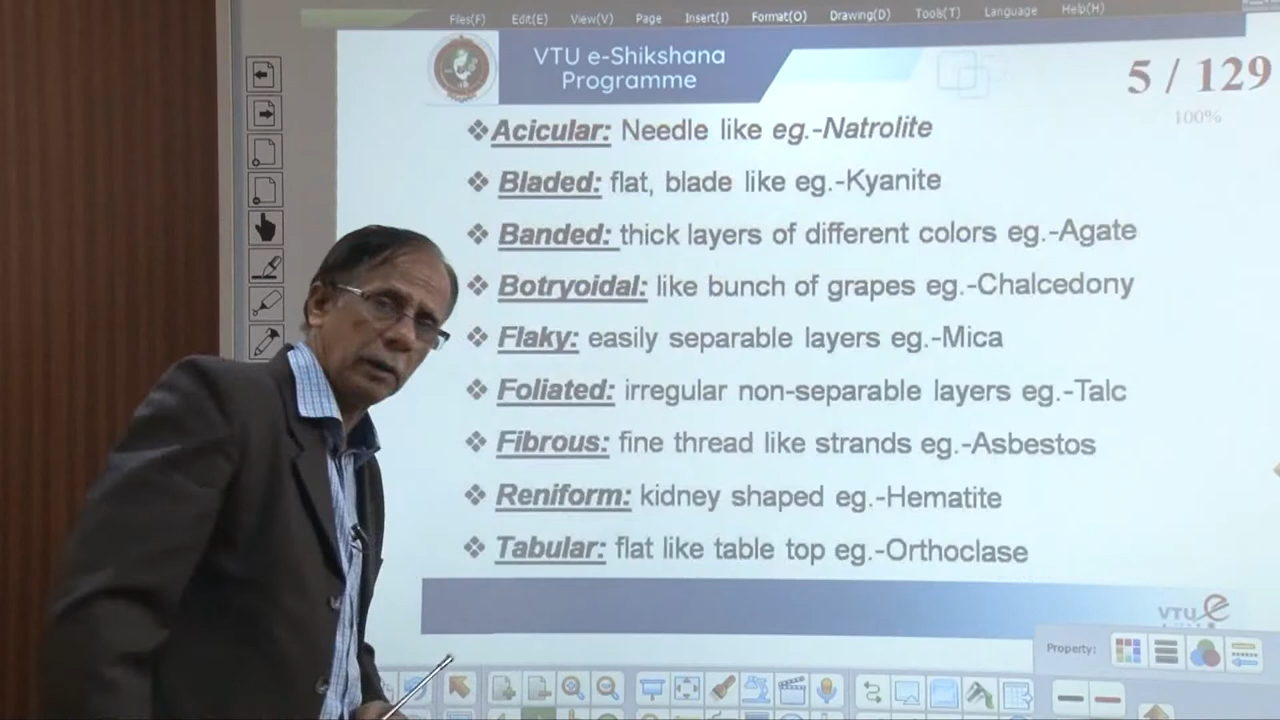 Files(F) Edit(E) View(V) Page Insert(I) Format(O) Drawing(D) Tools(T) Language Help(H)
VTU e-Shikshana
Programme
5 / 129
100%
❖Acicular: Needle like eg.-Natrolite
❖ Bladed: flat, blade like eg.-Kyanite
❖ Banded: thick layers of different colors eg.-Agate
❖ Botryoidal: like bunch of grapes eg.-Chalcedony
❖ Flaky: easily separable layers eg.-Mica
❖ Foliated: irregular non-separable layers eg.-Talc
❖ Fibrous: fine thread like strands eg.-Asbestos
❖ Reniform: kidney shaped eg.-Hematite
❖ Tabular: flat like table top eg.-Orthoclase
VTU e
Property: